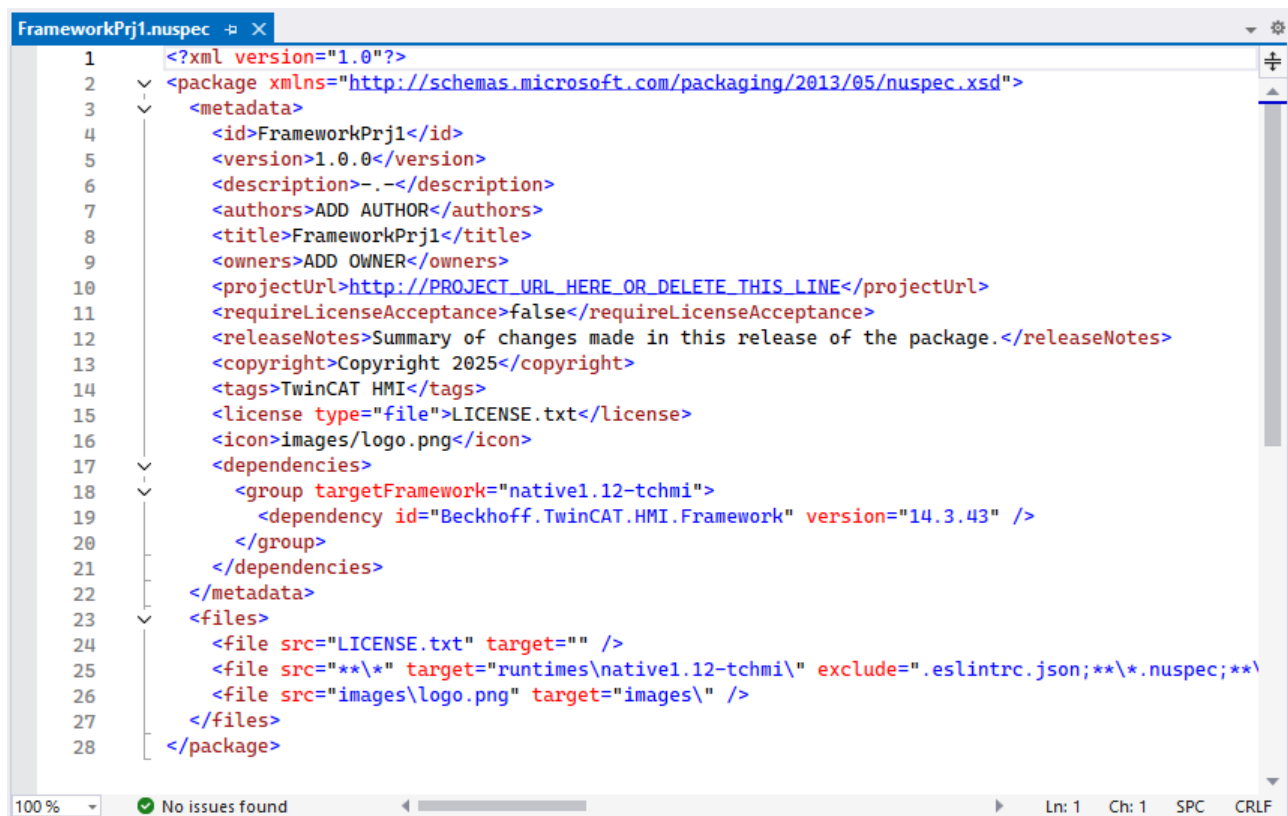 FrameworkPrj1.nuspec
1 <?xml version="1.0"?>
2 <package xmlns="http://schemas.microsoft.com/packaging/2013/05/nuspec.xsd">
3 <metadata>
4 <id>FrameworkPrj1</id>
5 <version>1.0.0</version>
6 <description>-.-</description>
7 <authors>ADD AUTHOR</authors>
8 <title>FrameworkPrj1</title>
9 <owners>ADD OWNER</owners>
10 <projectUrl>http://PROJECT_URL_HERE_OR_DELETE_THIS_LINE</projectUrl>
11 <requireLicenseAcceptance>false</requireLicenseAcceptance>
12 <releaseNotes>Summary of changes made in this release of the package.</releaseNotes>
13 <copyright>Copyright 2025</copyright>
14 <tags>TwinCAT HMI</tags>
15 <license type="file">LICENSE.txt</license>
16 <icon>images/logo.png</icon>
17 <dependencies>
18 <group targetFramework="native1.12-tchmi">
19 <dependency id="Beckhoff.TwinCAT.HMI.Framework" version="14.3.43" />
20 </group>
21 </dependencies>
22 </metadata>
23 <files>
24 <file src="LICENSE.txt" target="" />
25 <file src="**\*" target="runtimes\native1.12-tchmi\" exclude=".eslintrc.json;**\*.nuspec;**\
26 <file src="images\logo.png" target="images\" />
27 </files>
28 </package>
100 % No issues found Ln: 1 Ch: 1 SPC CRLF